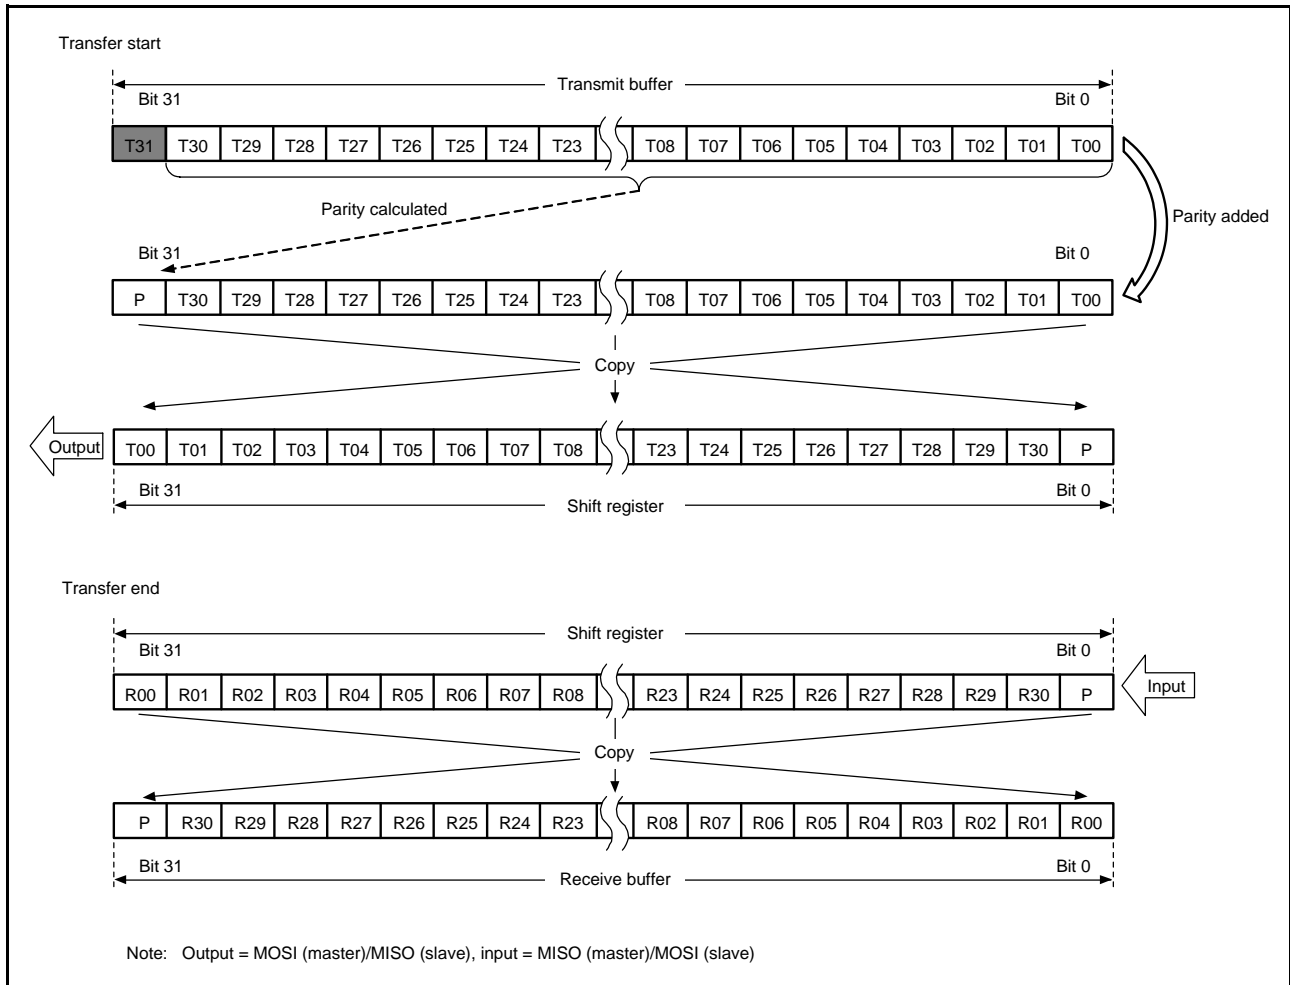 Transfer start
Transmit buffer
Bit 31 Bit 0
T31 T30 T29 T28 T27 T26 T25 T24 T23 T08 T07 T06 T05 T04 T03 T02 T01 T00
Parity calculated
Parity added
Bit 31 Bit 0
P T30 T29 T28 T27 T26 T25 T24 T23 T08 T07 T06 T05 T04 T03 T02 T01 T00
Copy
Output
T00 T01 T02 T03 T04 T05 T06 T07 T08 T23 T24 T25 T26 T27 T28 T29 T30 P
Bit 31 Bit 0
Shift register
Transfer end
Shift register
Bit 31 Bit 0
R00 R01 R02 R03 R04 R05 R06 R07 R08 R23 R24 R25 R26 R27 R28 R29 R30 P
Input
Copy
P R30 R29 R28 R27 R26 R25 R24 R23 R08 R07 R06 R05 R04 R03 R02 R01 R00
Bit 31 Bit 0
Receive buffer
Note: Output = MOSI (master)/MISO (slave), input = MISO (master)/MOSI (slave)